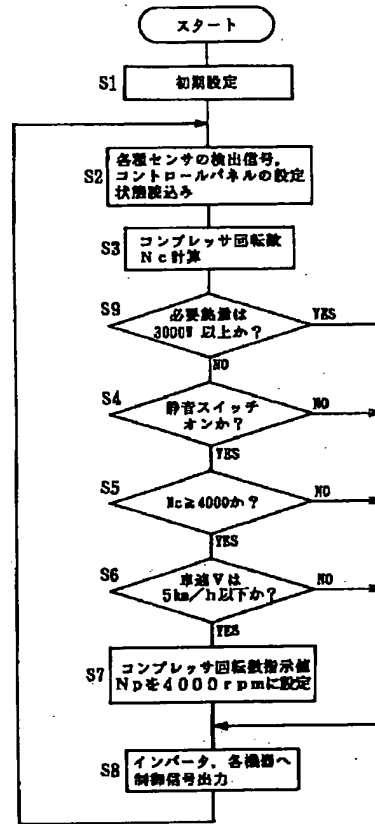 スタート
S1
初期設定
S2
各種センサの検出信号,
コントロールパネルの設定
状態読込み
S3
コンプレッサ回転数
Nc計算
S9
必要能量は
3000W 以上か?
YES
NO
S4
静音スイッチ
オンか?
NO
YES
S5
Nc≧4000か?
NO
YES
S6
車速Vは
5km/h以下か?
NO
YES
S7
コンプレッサ回転数指示値
Npを4000rpmに設定
S8
インバータ, 各機器へ
制御信号出力